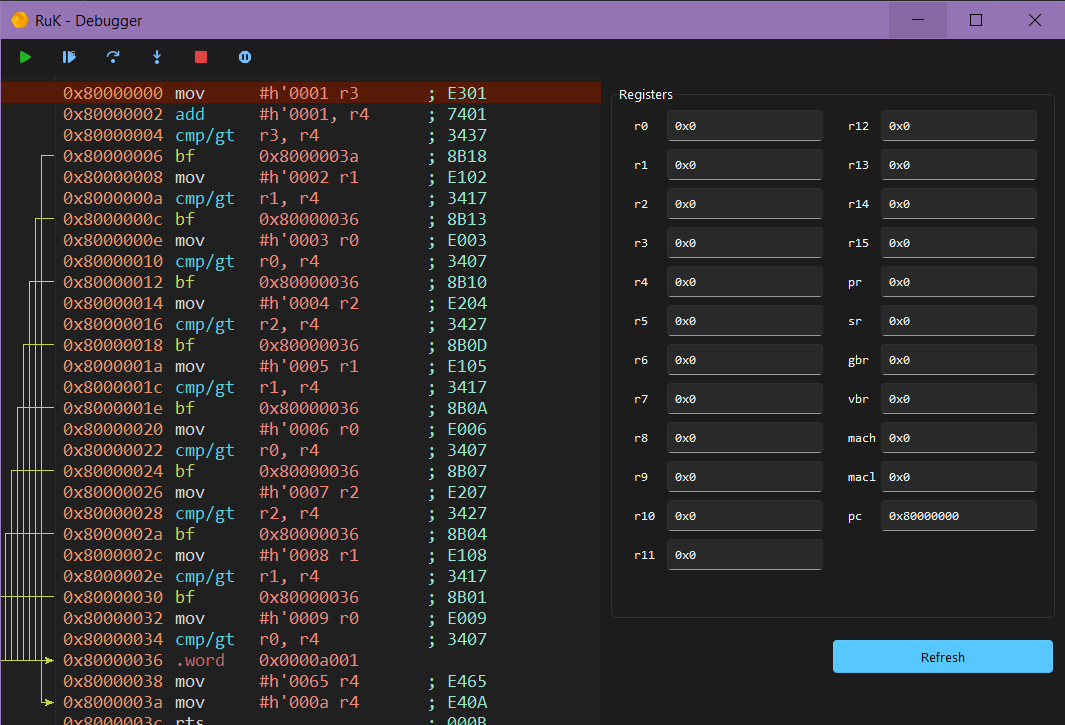 RuK - Debugger
0x80000000 mov #h'0001 r3 ; E301
0x80000002 add #h'0001, r4 ; 7401
0x80000004 cmp/gt r3, r4 ; 3437
0x80000006 bf 0x8000003a ; 8B18
0x80000008 mov #h'0002 r1 ; E102
0x8000000a cmp/gt r1, r4 ; 3417
0x8000000c bf 0x80000036 ; 8B13
0x8000000e mov #h'0003 r0 ; E003
0x80000010 cmp/gt r0, r4 ; 3407
0x80000012 bf 0x80000036 ; 8B10
0x80000014 mov #h'0004 r2 ; E204
0x80000016 cmp/gt r2, r4 ; 3427
0x80000018 bf 0x80000036 ; 8B0D
0x8000001a mov #h'0005 r1 ; E105
0x8000001c cmp/gt r1, r4 ; 3417
0x8000001e bf 0x80000036 ; 8B0A
0x80000020 mov #h'0006 r0 ; E006
0x80000022 cmp/gt r0, r4 ; 3407
0x80000024 bf 0x80000036 ; 8B07
0x80000026 mov #h'0007 r2 ; E207
0x80000028 cmp/gt r2, r4 ; 3427
0x8000002a bf 0x80000036 ; 8B04
0x8000002c mov #h'0008 r1 ; E108
0x8000002e cmp/gt r1, r4 ; 3417
0x80000030 bf 0x80000036 ; 8B01
0x80000032 mov #h'0009 r0 ; E009
0x80000034 cmp/gt r0, r4 ; 3407
0x80000036 .word 0x0000a001
0x80000038 mov #h'0065 r4 ; E465
0x8000003a mov #h'000a r4 ; E40A
0x8000003c rts ; 000B
Registers
r0 0x0 r12 0x0
r1 0x0 r13 0x0
r2 0x0 r14 0x0
r3 0x0 r15 0x0
r4 0x0 pr 0x0
r5 0x0 sr 0x0
r6 0x0 gbr 0x0
r7 0x0 vbr 0x0
r8 0x0 mach 0x0
r9 0x0 macl 0x0
r10 0x0 pc 0x80000000
r11 0x0
Refresh